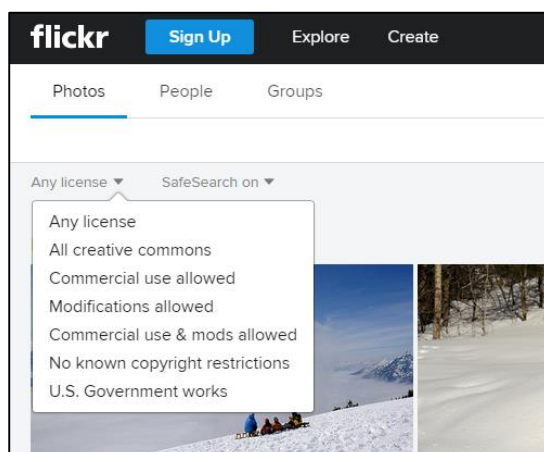 flickr Sign Up Explore Create
Photos People Groups
Any license ▼ SafeSearch on ▼
Any license
All creative commons
Commercial use allowed
Modifications allowed
Commercial use & mods allowed
No known copyright restrictions
U.S. Government works